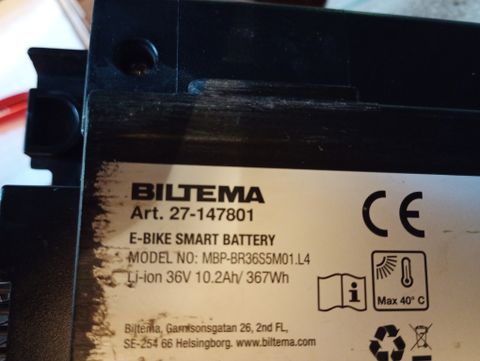 BILTEMA
Art. 27-147801
E-BIKE SMART BATTERY
MODEL NO: MBP-BR36S5M01.L4
Li-ion 36V 10.2Ah/ 367Wh
CE
i
Max 40° C
Biltema, Garnisonsgatan 26, 2nd FL,
SE-254 66 Helsingborg. www.biltema.com